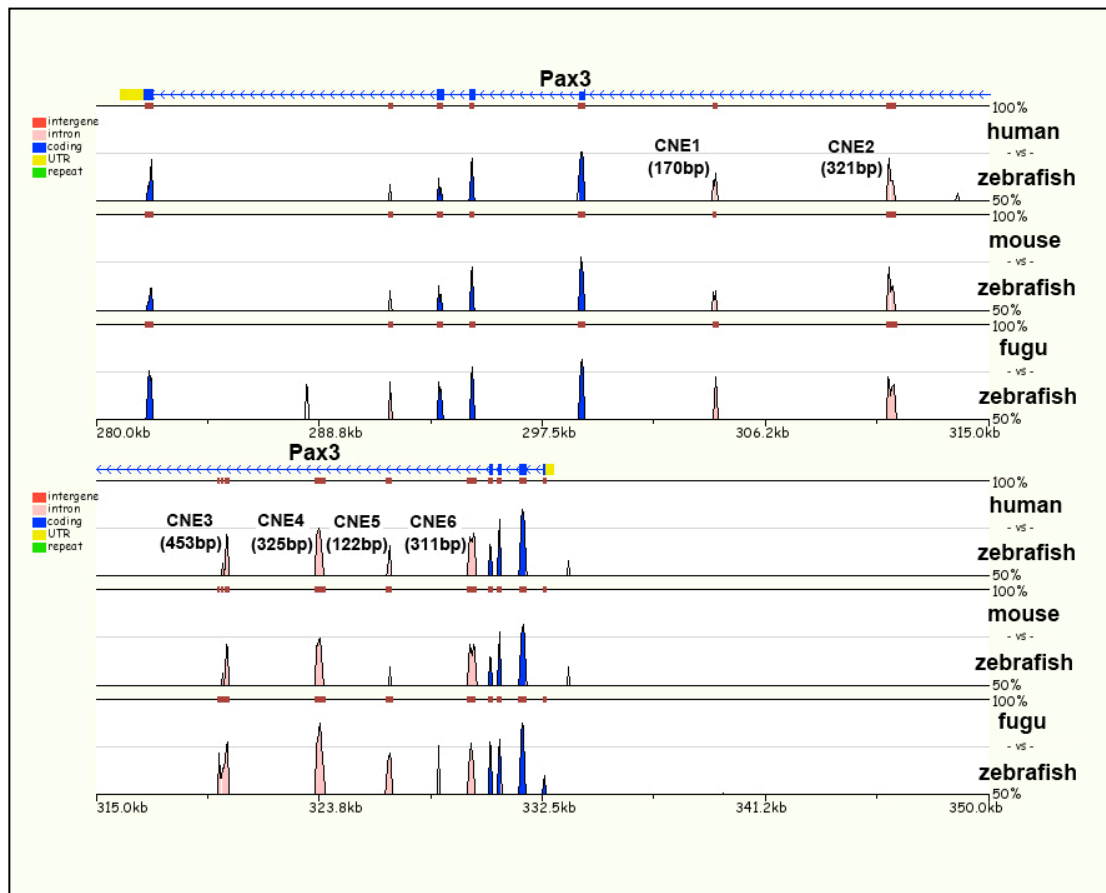 Pax3
100%
intergene
intron
coding
UTR
repeat
human
- vs -
zebrafish
CNE1
(170bp)
CNE2
(321bp)
50%
100%
mouse
- vs -
zebrafish
50%
100%
fugu
- vs -
zebrafish
50%
280.0kb 288.8kb 297.5kb 306.2kb 315.0kb
Pax3
100%
intergene
intron
coding
UTR
repeat
human
- vs -
zebrafish
CNE3
(453bp)
CNE4
(325bp)
CNE5
(122bp)
CNE6
(311bp)
50%
100%
mouse
- vs -
zebrafish
50%
100%
fugu
- vs -
zebrafish
50%
315.0kb 323.8kb 332.5kb 341.2kb 350.0kb